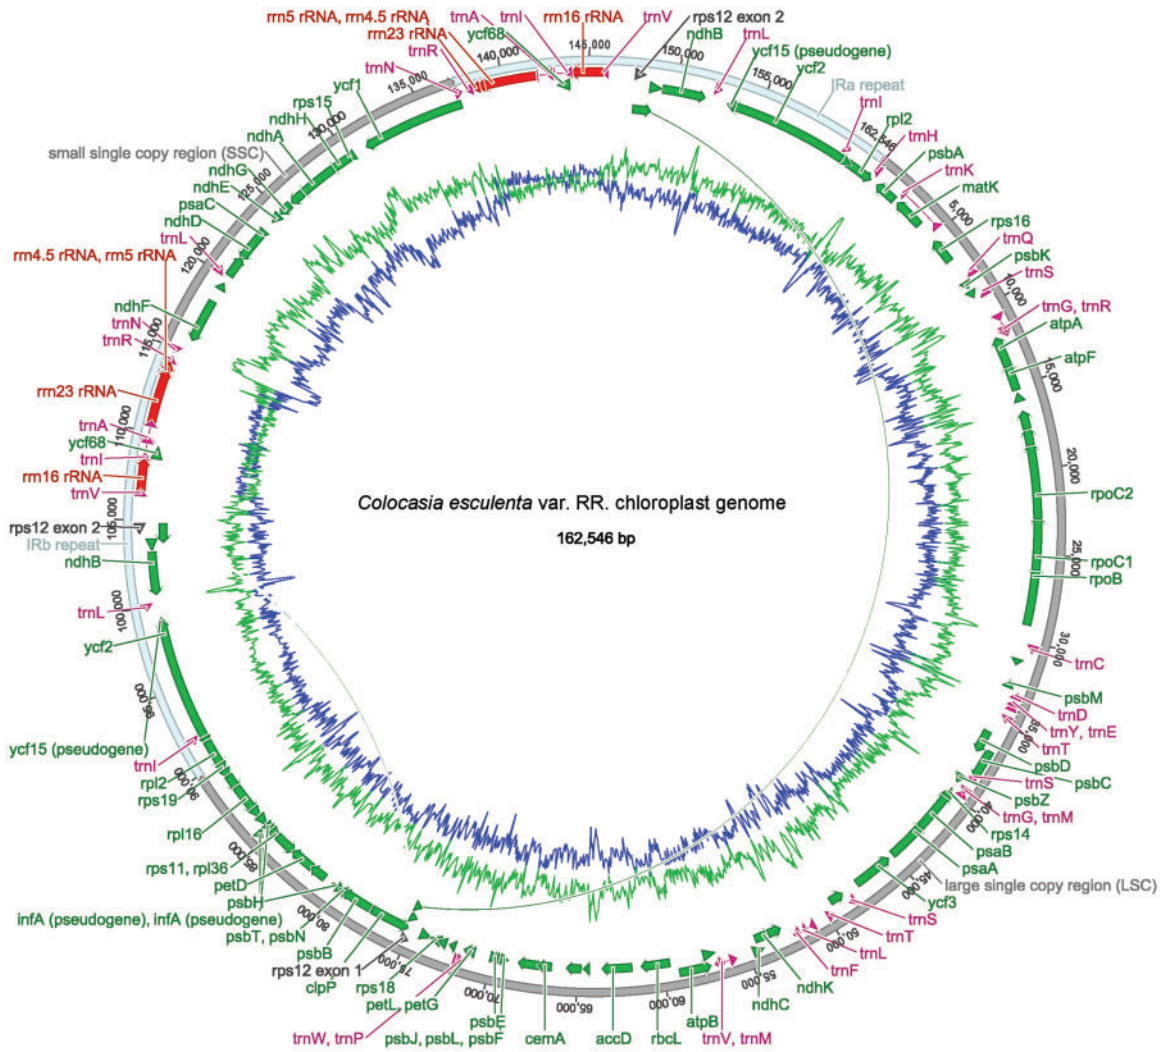 Colocasia esculenta var. RR. chloroplast genome
162,546 bp
rrn5 rRNA, rrn4.5 rRNA
rrn23 rRNA
trnR
trnN
trnA
ycf68
trnI
rrn16 rRNA
trnV
rps12 exon 2
ndhB
trnL
ycf15 (pseudogene)
ycf2
IRa repeat
trnI
rpl2
trnH
psbA
trnK
matK
rps16
trnQ
psbK
trnS
trnG, trnR
atpA
atpF
rpoC2
rpoC1
rpoB
trnC
psbM
trnD
trnY, trnE
trnT
psbD
psbC
trnS
psbZ
trnG, trnM
rps14
psaB
psaA
large single copy region (LSC)
ycf3
trnS
trnT
trnL
trnF
ndhK
ndhC
trnV, trnM
atpB
rbcL
accD
cemA
psbE
psbJ, psbL, psbF
petL, petG
trnW, trnP
rps18
clpP
rps12 exon 1
psbB
psbT, psbN
infA (pseudogene), infA (pseudogene)
psbH
petD
rps11, rpl36
rpl16
rps19
rpl2
trnI
ycf15 (pseudogene)
ycf2
trnL
ndhB
IRb repeat
rps12 exon 2
trnV
rrn16 rRNA
trnI
ycf68
trnA
rrn23 rRNA
trnR
trnN
ndhF
rrn4.5 rRNA, rrn5 rRNA
trnL
ndhD
psaC
ndhE
ndhG
small single copy region (SSC)
ndhA
ndhH
rps15
ycf1
162,546
5,000
10,000
15,000
20,000
25,000
30,000
35,000
40,000
45,000
50,000
55,000
60,000
65,000
70,000
75,000
80,000
85,000
90,000
95,000
100,000
105,000
110,000
115,000
120,000
125,000
130,000
135,000
140,000
145,000
150,000
155,000